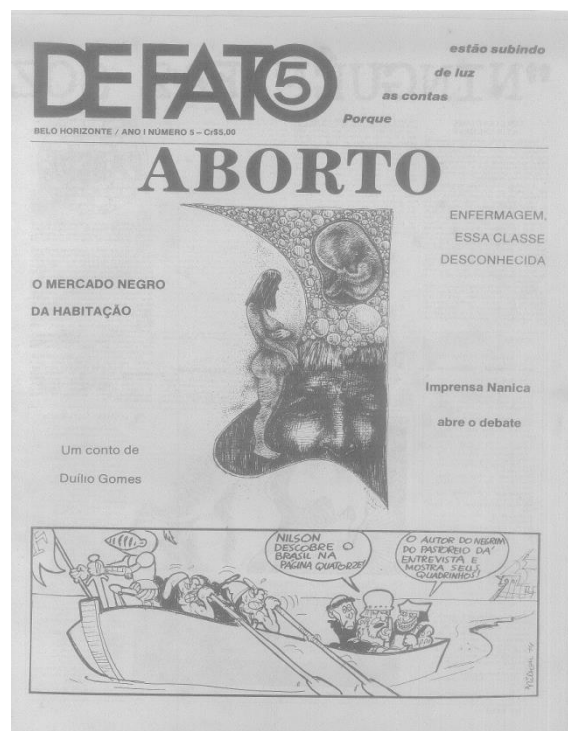 DE FATO 5
estão subindo
de luz
as contas
Porque
BELO HORIZONTE / ANO I NÚMERO 5 – Cr$5,00
ABORTO
ENFERMAGEM,
ESSA CLASSE
DESCONHECIDA
O MERCADO NEGRO
DA HABITAÇÃO
Imprensa Nanica
abre o debate
Um conto de
Duílio Gomes
NILSON
DESCOBRE O
BRASIL NA
PÁGINA QUATORZE!
O AUTOR DO NEGRIM
DO PASTOREIO DÁ
ENTREVISTA E
MOSTRA SEUS
QUADRINHOS!